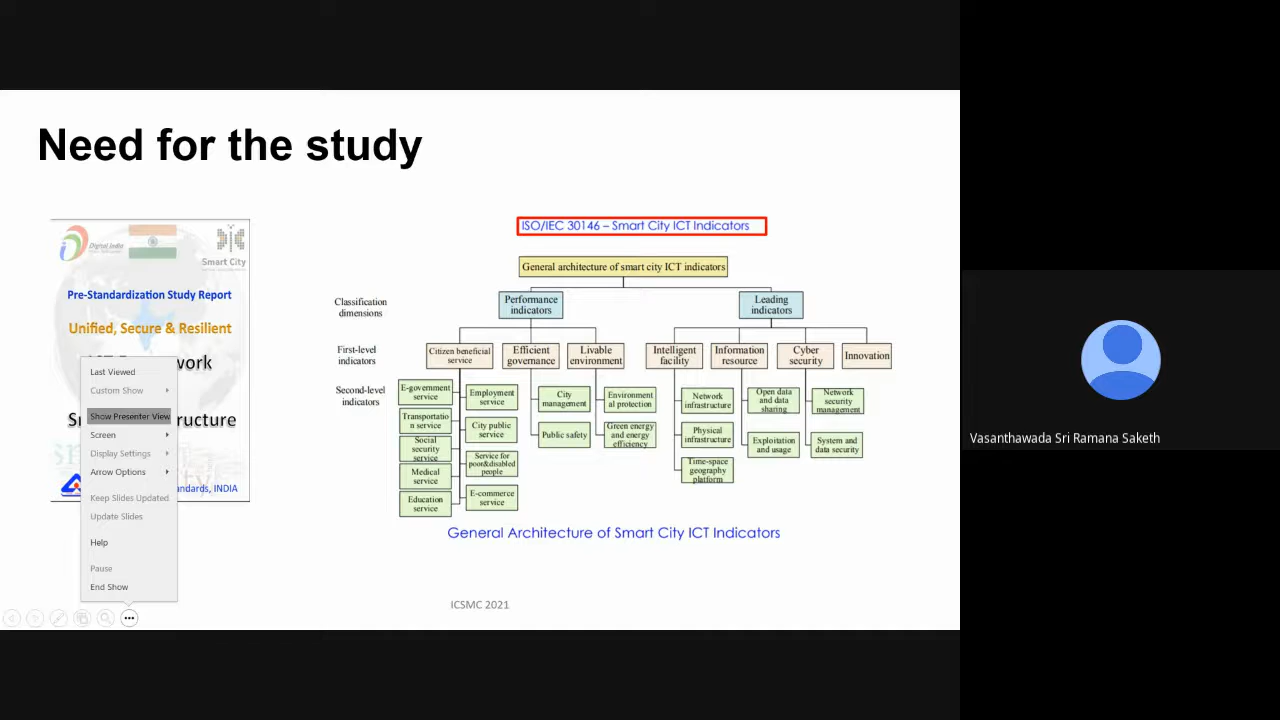 Need for the study
Digital India
Smart City
Pre-Standardization Study Report
Unified, Secure & Resilient
work
ructure
ndards, INDIA
Last Viewed
Custom Show
Show Presenter View
Screen
Display Settings
Arrow Options
Keep Slides Updated
Update Slides
Help
Pause
End Show
ISO/IEC 30146 – Smart City ICT Indicators
General architecture of smart city ICT indicators
Classification
dimensions
Performance
indicators
Leading
indicators
First-level
indicators
Citizen beneficial
service
Efficient
governance
Livable
environment
Intelligent
facility
Information
resource
Cyber
security
Innovation
Second-level
indicators
E-government
service
Transportatio
n service
Social
security
service
Medical
service
Education
service
Employment
service
City public
service
Service for
poor&disabled
people
E-commerce
service
City
management
Public safety
Environment
al protection
Green energy
and energy
efficiency
Network
infrastructure
Physical
infrastructure
Time-space
geography
platform
Open data
and data
sharing
Exploitation
and usage
Network
security
management
System and
data security
General Architecture of Smart City ICT Indicators
ICSMC 2021
Vasanthawada Sri Ramana Saketh